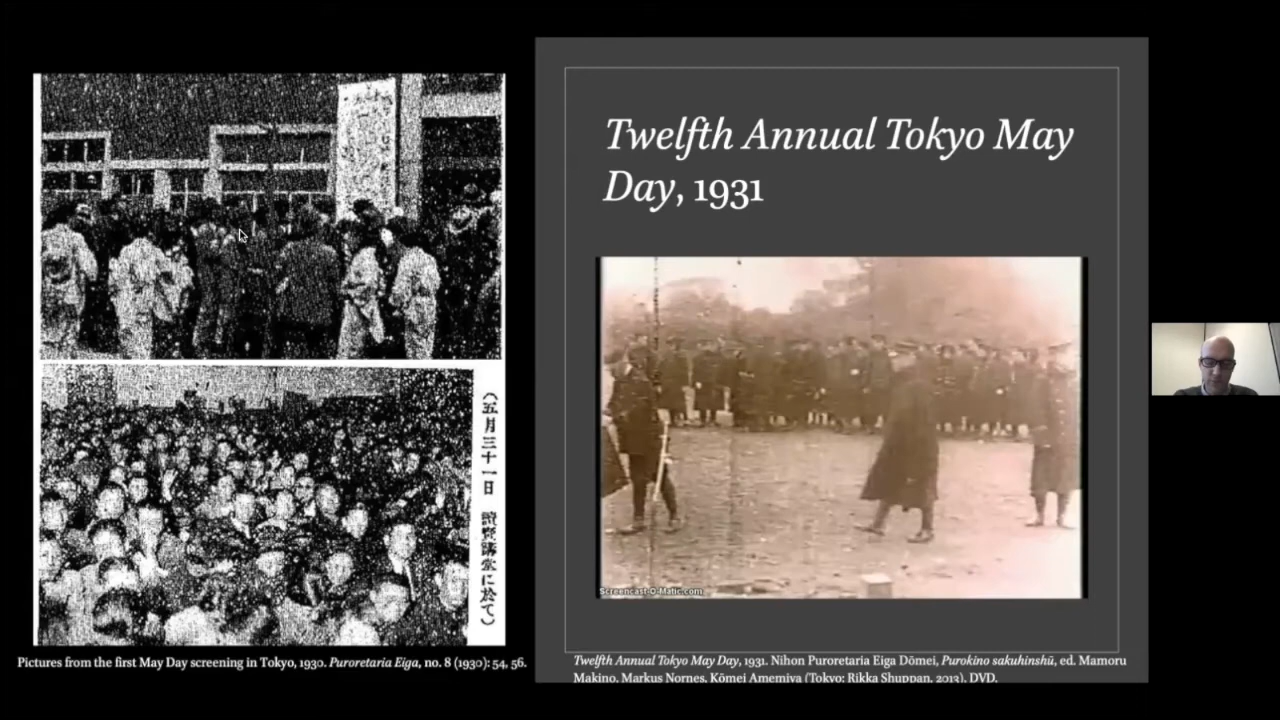 (五月三十一日 讀賣講堂に於て)
Pictures from the first May Day screening in Tokyo, 1930. Puroretaria Eiga, no. 8 (1930): 54, 56.
Twelfth Annual Tokyo May
Day, 1931
Screencast-O-Matic.com
Twelfth Annual Tokyo May Day, 1931. Nihon Puroretaria Eiga Dōmei, Purokino sakuhinshū, ed. Mamoru
Makino, Markus Nornes, Kōmei Amemiya (Tokyo: Rikka Shuppan, 2013), DVD.